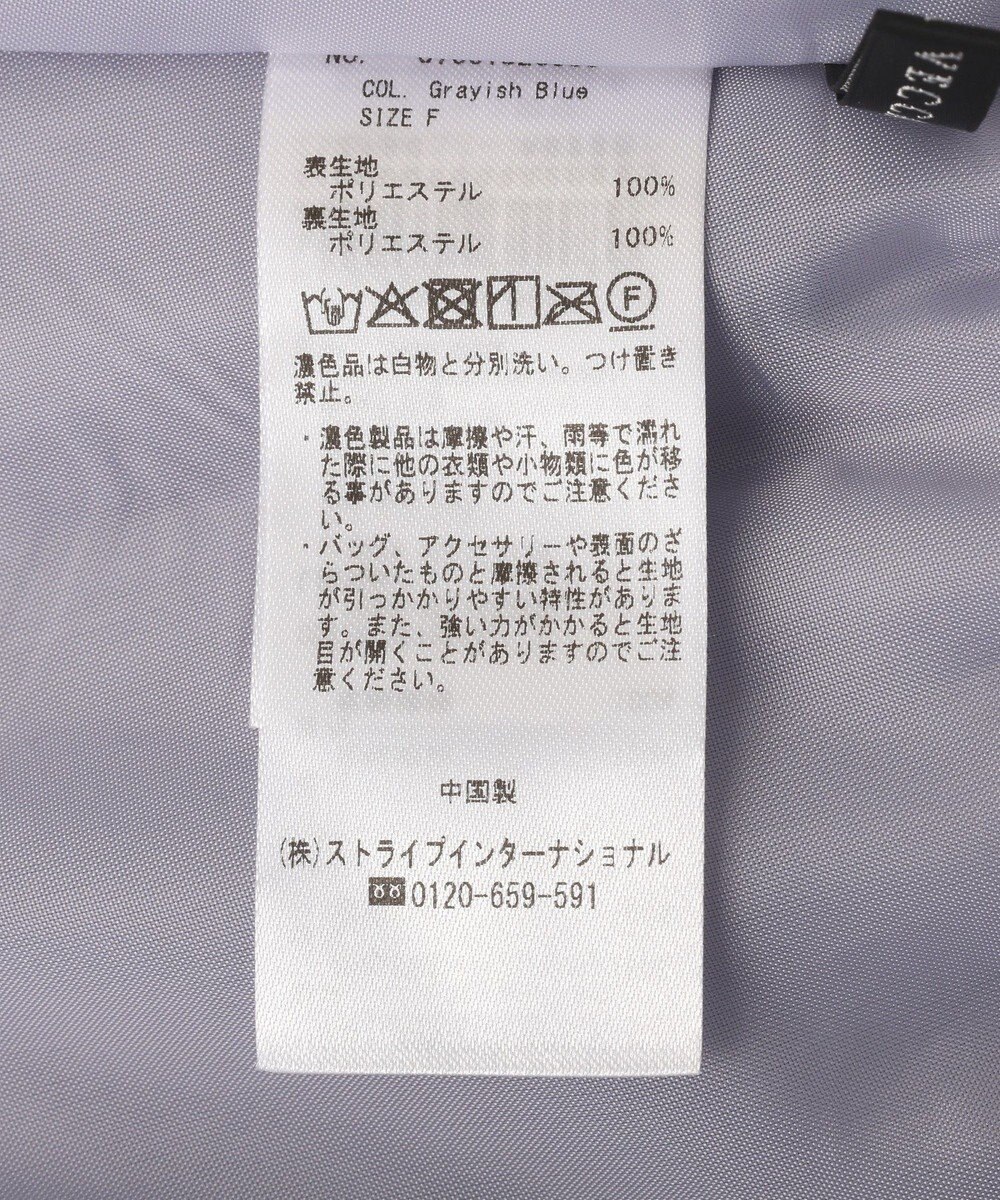 NO.
COL. Grayish Blue
SIZE F
表生地
ポリエステル 100%
裏生地
ポリエステル 100%
F
濃色品は白物と分別洗い。つけ置き
禁止。
・濃色製品は摩擦や汗、雨等で濡れ
た際に他の衣類や小物類に色が移
る事がありますのでご注意くださ
い。
・バッグ、アクセサリーや表面のざ
らついたものと摩擦されると生地
が引っかかりやすい特性がありま
す。また、強い力がかかると生地
目が開くことがありますのでご注
意ください。
中国製
(株)ストライプインターナショナル
0120-659-591